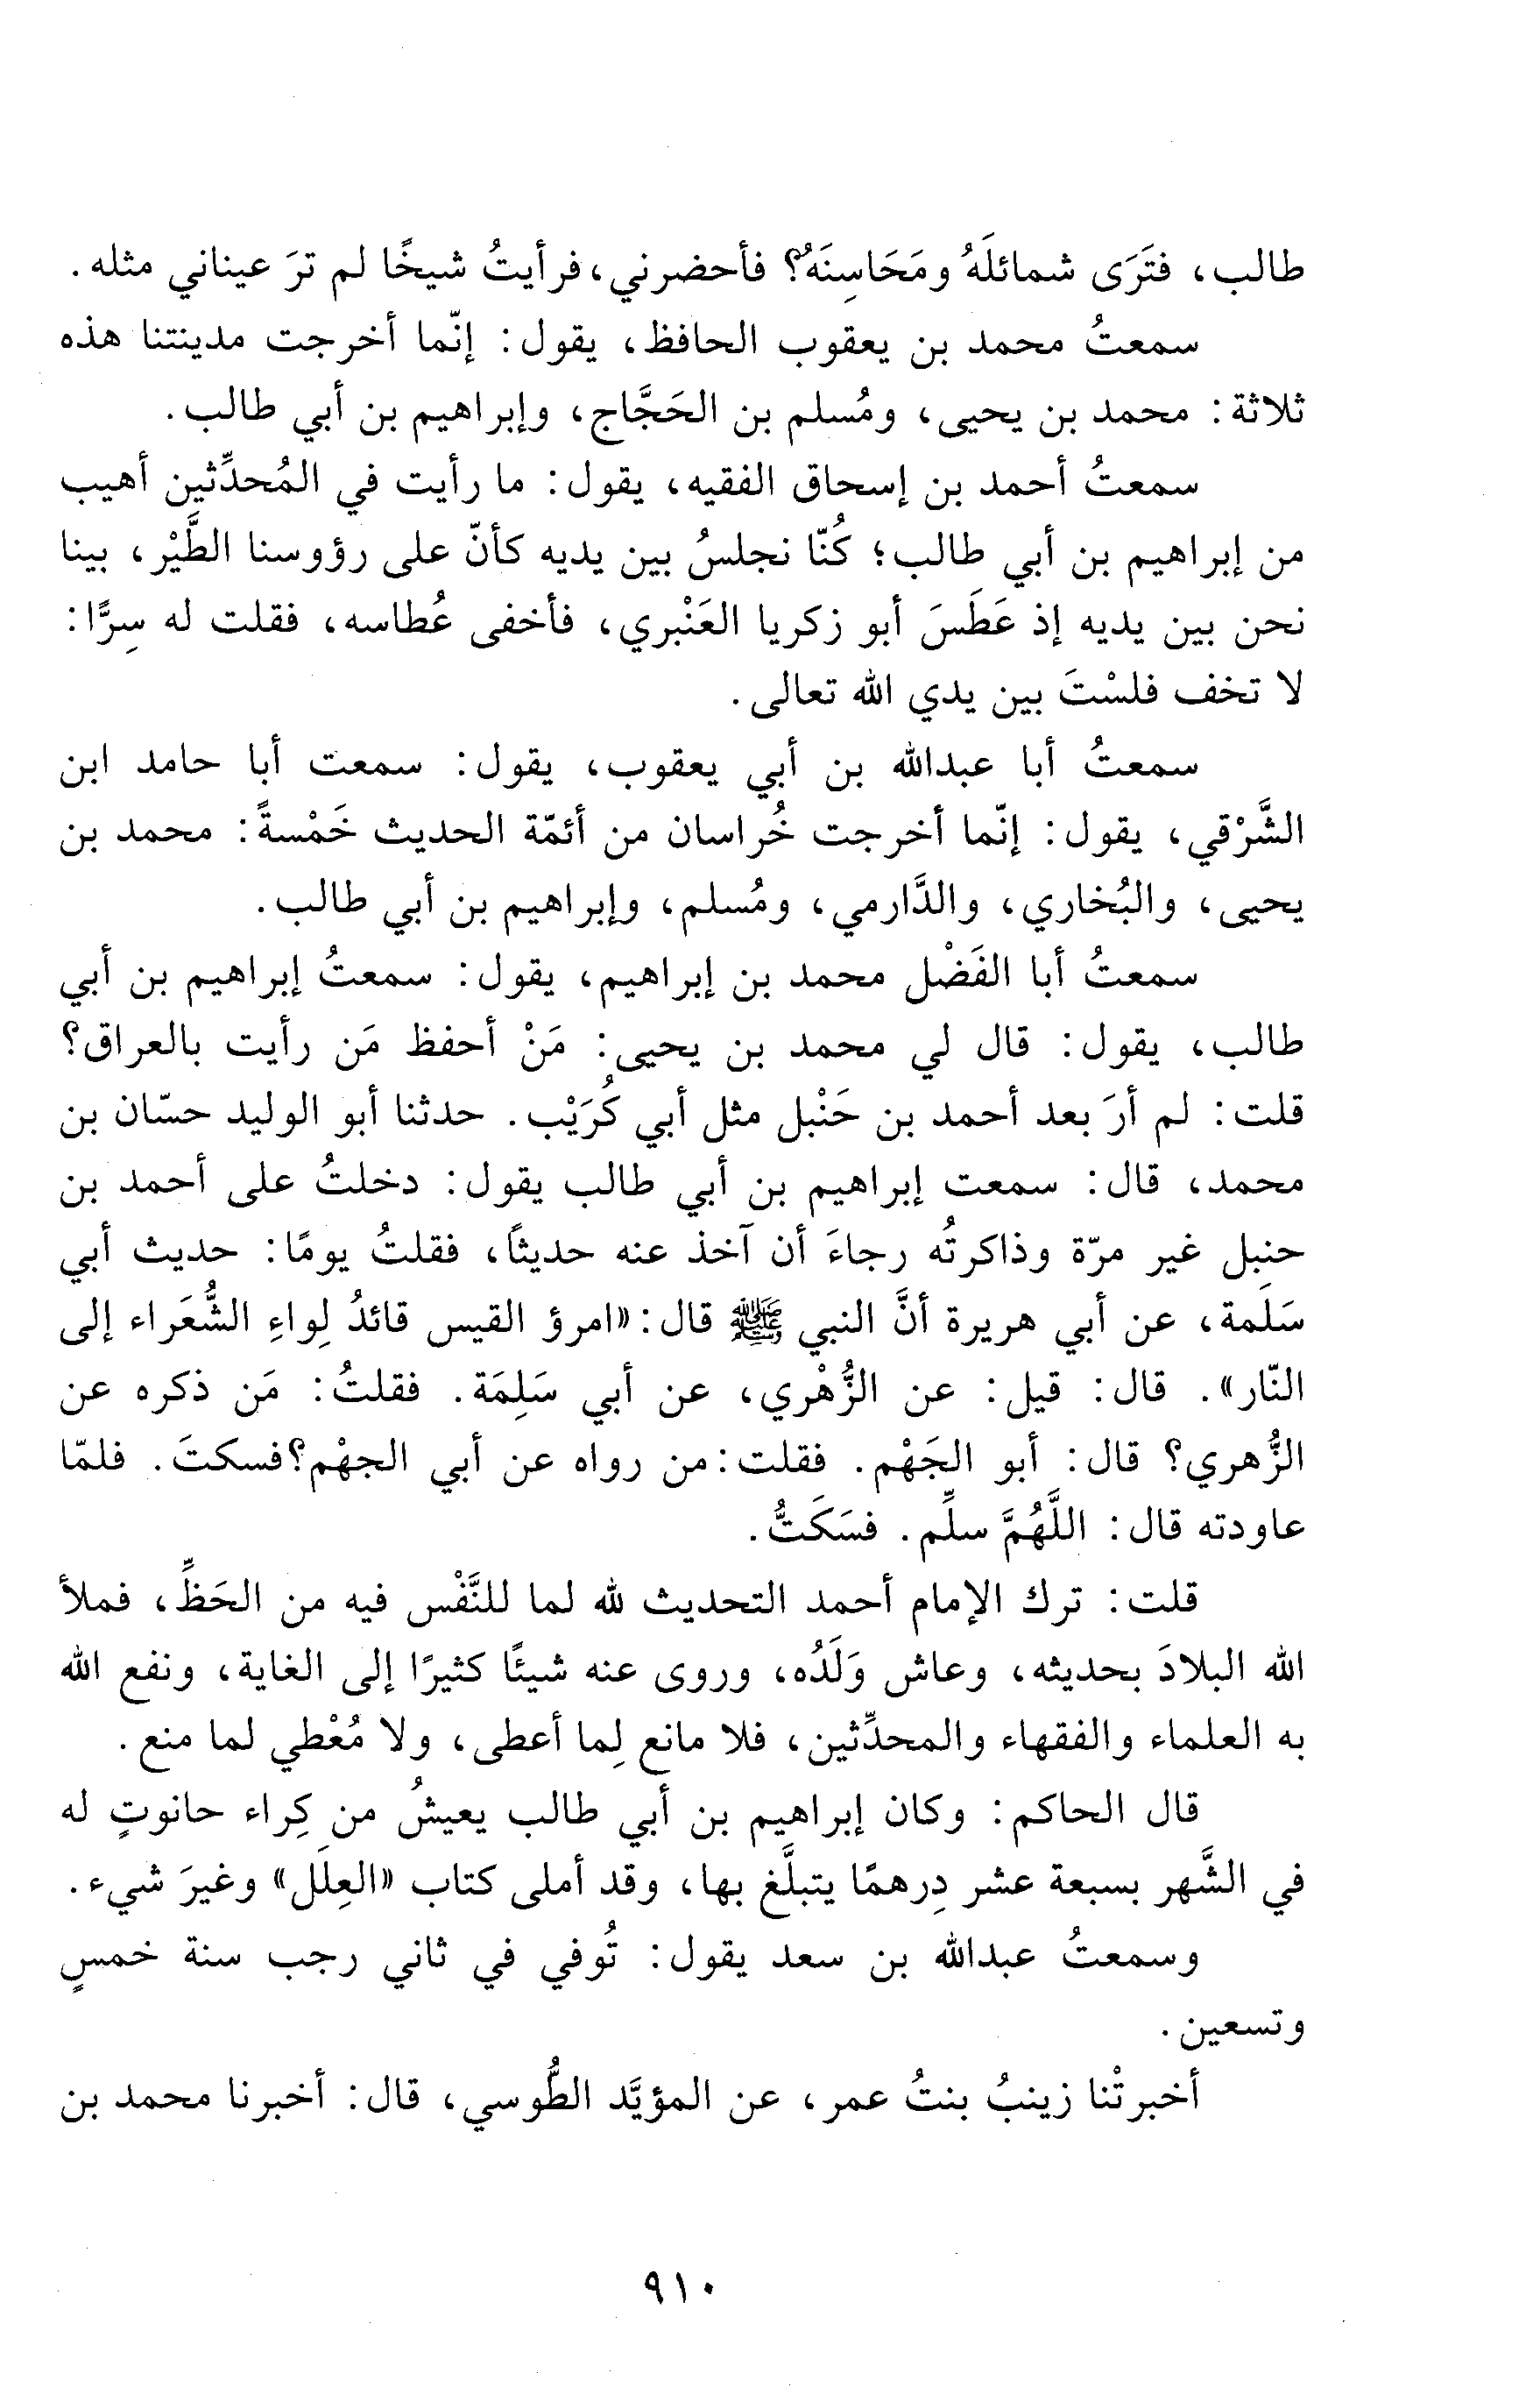 طالب، فتَرَى شمائلَهُ ومَحَاسِنَهُ؟ فأحضرني، فرأيتُ شيخًا لم ترَ عيناني مثله.
سمعتُ محمد بن يعقوب الحافظ، يقول: إنّما أخرجت مدينتنا هذه
ثلاثة: محمد بن يحيى، ومُسلم بن الحَجَّاج، وإبراهيم بن أبي طالب.
سمعتُ أحمد بن إسحاق الفقيه، يقول: ما رأيت في المُحدِّثين أهيب
من إبراهيم بن أبي طالب؛ كُنّا نجلسُ بين يديه كأنّ على رؤوسنا الطَّيْر، بينا
نحن بين يديه إذ عَطَسَ أبو زكريا العَنْبري، فأخفى عُطاسه، فقلت له سِرًّا:
لا تخف فلسْتَ بين يدي الله تعالى.
سمعتُ أبا عبدالله بن أبي يعقوب، يقول: سمعت أبا حامد ابن
الشَّرْقي، يقول: إنّما أخرجت خُراسان من أئمّة الحديث خَمْسةً: محمد بن
يحيى، والبُخاري، والدَّارمي، ومُسلم، وإبراهيم بن أبي طالب.
سمعتُ أبا الفَضْل محمد بن إبراهيم، يقول: سمعتُ إبراهيم بن أبي
طالب، يقول: قال لي محمد بن يحيى: مَنْ أحفظ مَن رأيت بالعراق؟
قلت: لم أرَ بعد أحمد بن حَنْبل مثل أبي كُرَيْب. حدثنا أبو الوليد حسّان بن
محمد، قال: سمعت إبراهيم بن أبي طالب يقول: دخلتُ على أحمد بن
حنبل غير مرّة وذاكرتُه رجاءَ أن آخذ عنه حديثًا، فقلتُ يومًا: حديث أبي
سَلَمة، عن أبي هريرة أنَّ النبي ﷺ قال: «امرؤ القيس قائدُ لِواءِ الشُّعَراء إلى
النّار». قال: قيل: عن الزُّهْري، عن أبي سَلِمَة. فقلتُ: مَن ذكره عن
الزُّهري؟ قال: أبو الجَهْم. فقلت: من رواه عن أبي الجهْم؟ فسكتَ. فلمّا
عاودته قال: اللَّهُمَّ سلِّم. فسَكَتُّ.
قلت: ترك الإمام أحمد التحديث لله لما للنَّفْس فيه من الحَظِّ، فملأ
الله البلادَ بحديثه، وعاش وَلَدُه، وروى عنه شيئًا كثيرًا إلى الغاية، ونفع الله
به العلماء والفقهاء والمحدِّثين، فلا مانع لِما أعطى، ولا مُعْطي لما منع.
قال الحاكم: وكان إبراهيم بن أبي طالب يعيشُ من كِراء حانوتٍ له
في الشَّهر بسبعة عشر دِرهمًا يتبلَّغ بها، وقد أملى كتاب «العِلَل» وغيرَ شيء.
وسمعتُ عبدالله بن سعد يقول: تُوفي في ثاني رجب سنة خمسٍ
وتسعين.
أخبرتْنا زينبُ بنتُ عمر، عن المؤيَّد الطُّوسي، قال: أخبرنا محمد بن
٩١٠